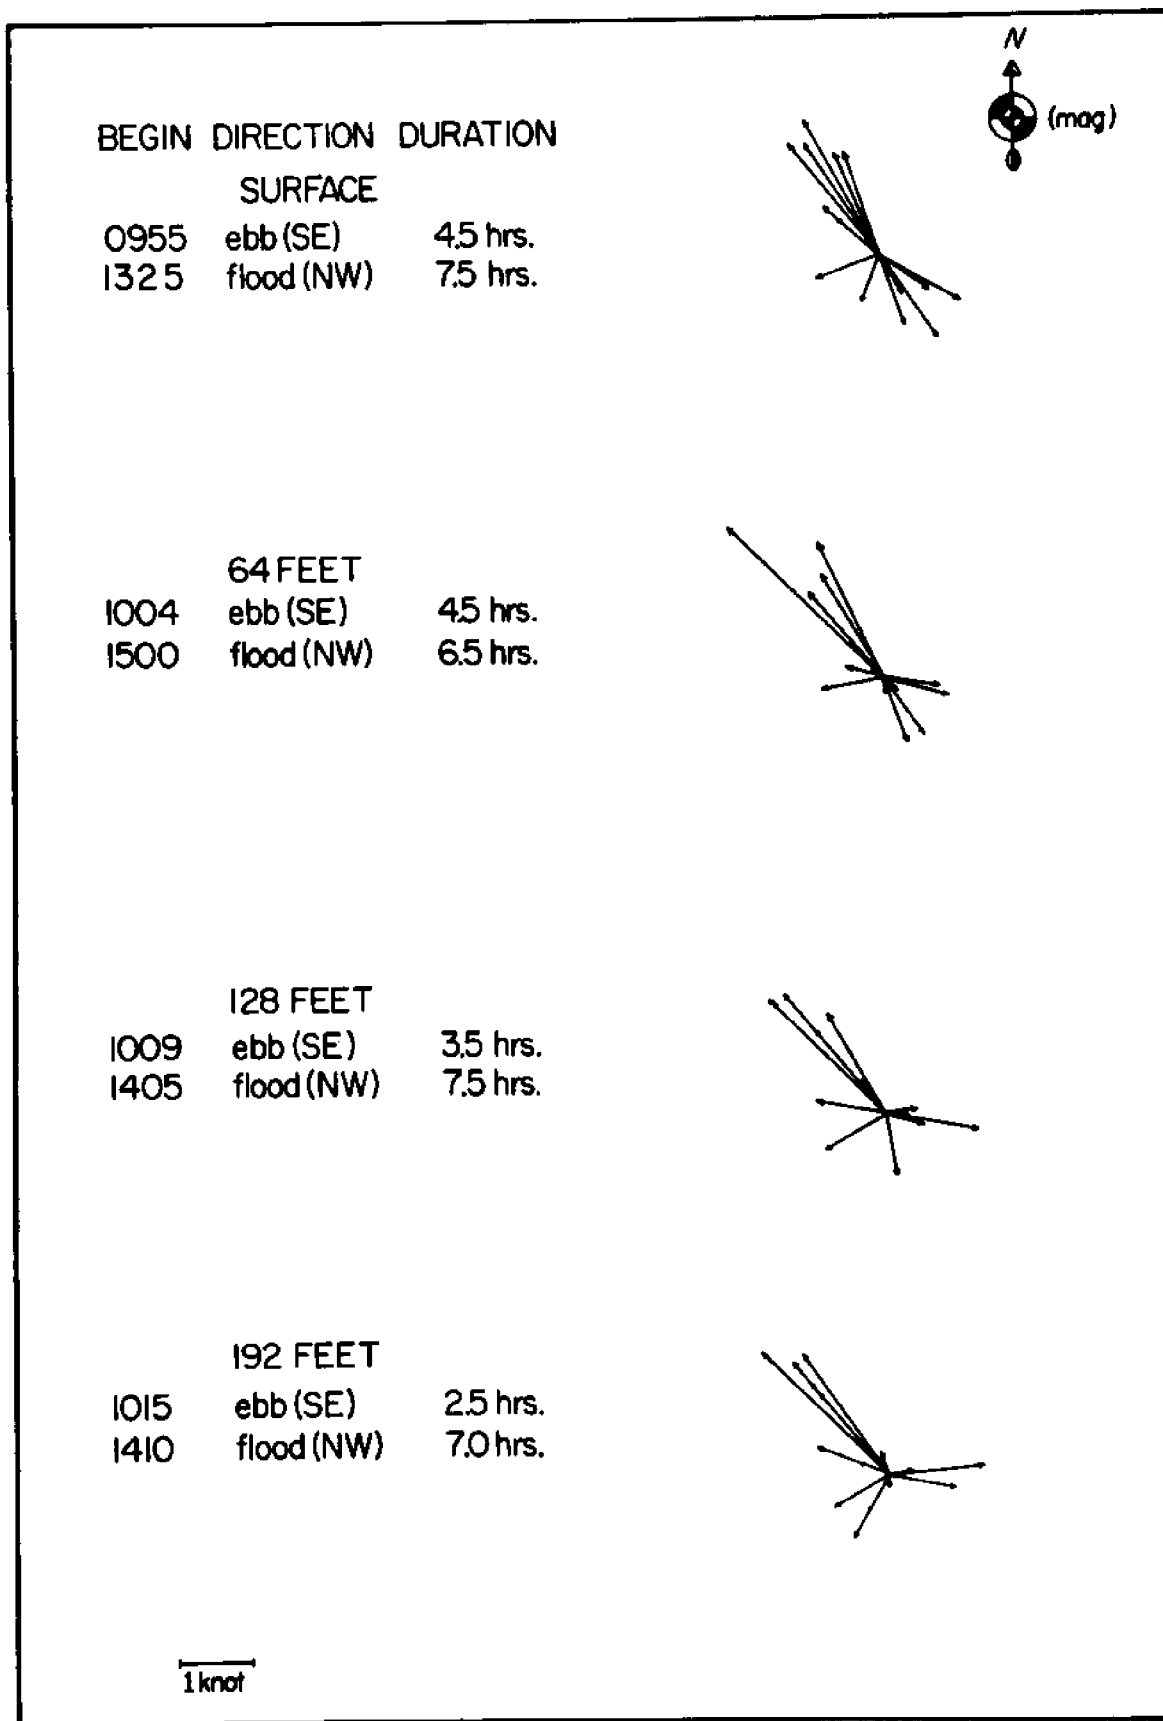 N
(mag)
BEGIN DIRECTION DURATION
SURFACE
0955 ebb (SE) 4.5 hrs.
1325 flood (NW) 7.5 hrs.
64 FEET
1004 ebb (SE) 4.5 hrs.
1500 flood (NW) 6.5 hrs.
128 FEET
1009 ebb (SE) 3.5 hrs.
1405 flood (NW) 7.5 hrs.
192 FEET
1015 ebb (SE) 2.5 hrs.
1410 flood (NW) 7.0 hrs.
1 knot